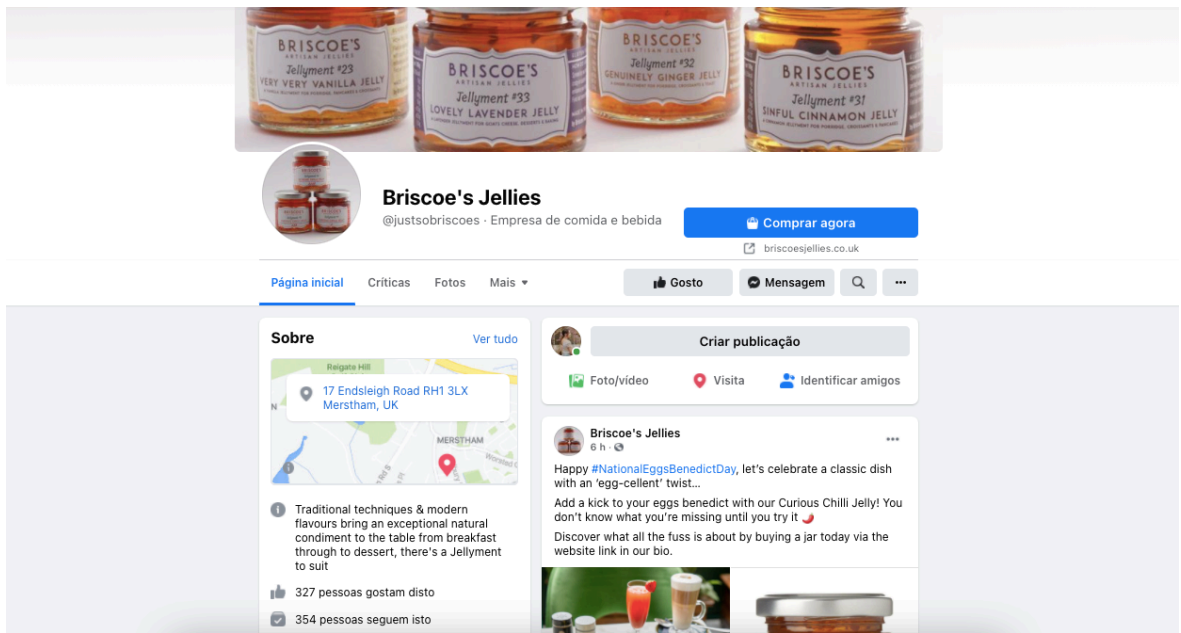 BRISCOE'S
ARTISAN JELLIES
Jellyment #23
VERY VERY VANILLA JELLY
BRISCOE'S
ARTISAN JELLIES
Jellyment #33
LOVELY LAVENDER JELLY
BRISCOE'S
ARTISAN JELLIES
Jellyment #32
GENUINELY GINGER JELLY
BRISCOE'S
ARTISAN JELLIES
Jellyment #31
SINFUL CINNAMON JELLY
Briscoe's Jellies
@justsobriscoes · Empresa de comida e bebida
Comprar agora
briscoesjellies.co.uk
Página inicial Críticas Fotos Mais
Gosto Mensagem
Sobre Ver tudo
Reigate Hill
17 Endsleigh Road RH1 3LX
Merstham, UK
MERSTHAM
Traditional techniques & modern
flavours bring an exceptional natural
condiment to the table from breakfast
through to dessert, there's a Jellyment
to suit
327 pessoas gostam disto
354 pessoas seguem isto
Criar publicação
Foto/vídeo Visita Identificar amigos
Briscoe's Jellies
6 h ·
Happy #NationalEggsBenedictDay, let's celebrate a classic dish
with an 'egg-cellent' twist...
Add a kick to your eggs benedict with our Curious Chilli Jelly! You
don't know what you're missing until you try it 🌶️
Discover what all the fuss is about by buying a jar today via the
website link in our bio.